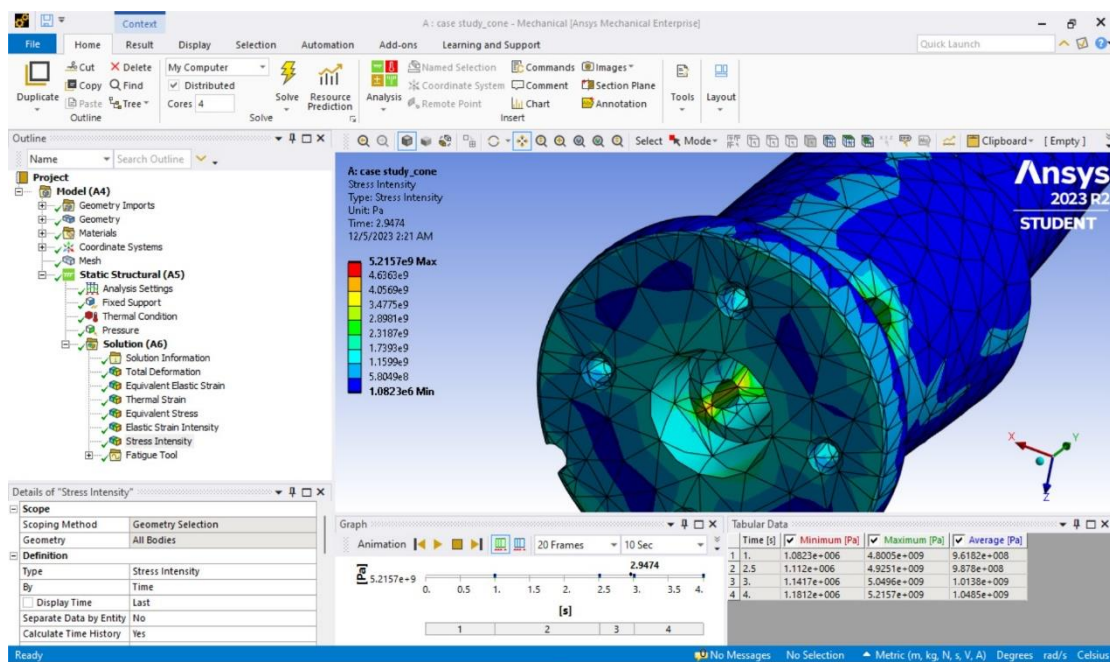 Context
A : case study_cone - Mechanical [Ansys Mechanical Enterprise]
File Home Result Display Selection Automation Add-ons Learning and Support Quick Launch
Duplicate
Cut
Copy
Paste
Delete
Find
Tree
Outline
My Computer
Distributed
Cores 4
Solve
Resource Prediction
Solve
Analysis
Named Selection
Coordinate System
Remote Point
Commands
Comment
Chart
Images
Section Plane
Annotation
Insert
Tools
Layout
Outline
Name Search Outline
Project
Model (A4)
Geometry Imports
Geometry
Materials
Coordinate Systems
Mesh
Static Structural (A5)
Analysis Settings
Fixed Support
Thermal Condition
Pressure
Solution (A6)
Solution Information
Total Deformation
Equivalent Elastic Strain
Thermal Strain
Equivalent Stress
Elastic Strain Intensity
Stress Intensity
Fatigue Tool
Select Mode Clipboard [ Empty ]
A: case study_cone
Stress Intensity
Type: Stress Intensity
Unit: Pa
Time: 2.9474
12/5/2023 2:21 AM
5.2157e9 Max
4.6363e9
4.0569e9
3.4775e9
2.8981e9
2.3187e9
1.7393e9
1.1599e9
5.8049e8
1.0823e6 Min
Ansys
2023 R2
STUDENT
X
Y
Z
Details of "Stress Intensity"
Scope
Scoping Method Geometry Selection
Geometry All Bodies
Definition
Type Stress Intensity
By Time
Display Time Last
Separate Data by Entity No
Calculate Time History Yes
Graph
Animation 20 Frames 10 Sec
2.9474
[Pa] 5.2157e+9
0. 0.5 1. 1.5 2. 2.5 3. 3.5 4.
[s]
1 2 3 4
Tabular Data
Time [s] Minimum [Pa] Maximum [Pa] Average [Pa]
1 1. 1.0823e+006 4.8005e+009 9.6182e+008
2 2.5 1.112e+006 4.9251e+009 9.878e+008
3 3. 1.1417e+006 5.0496e+009 1.0138e+009
4 4. 1.1812e+006 5.2157e+009 1.0485e+009
Ready No Messages No Selection Metric (m, kg, N, s, V, A) Degrees rad/s Celsius